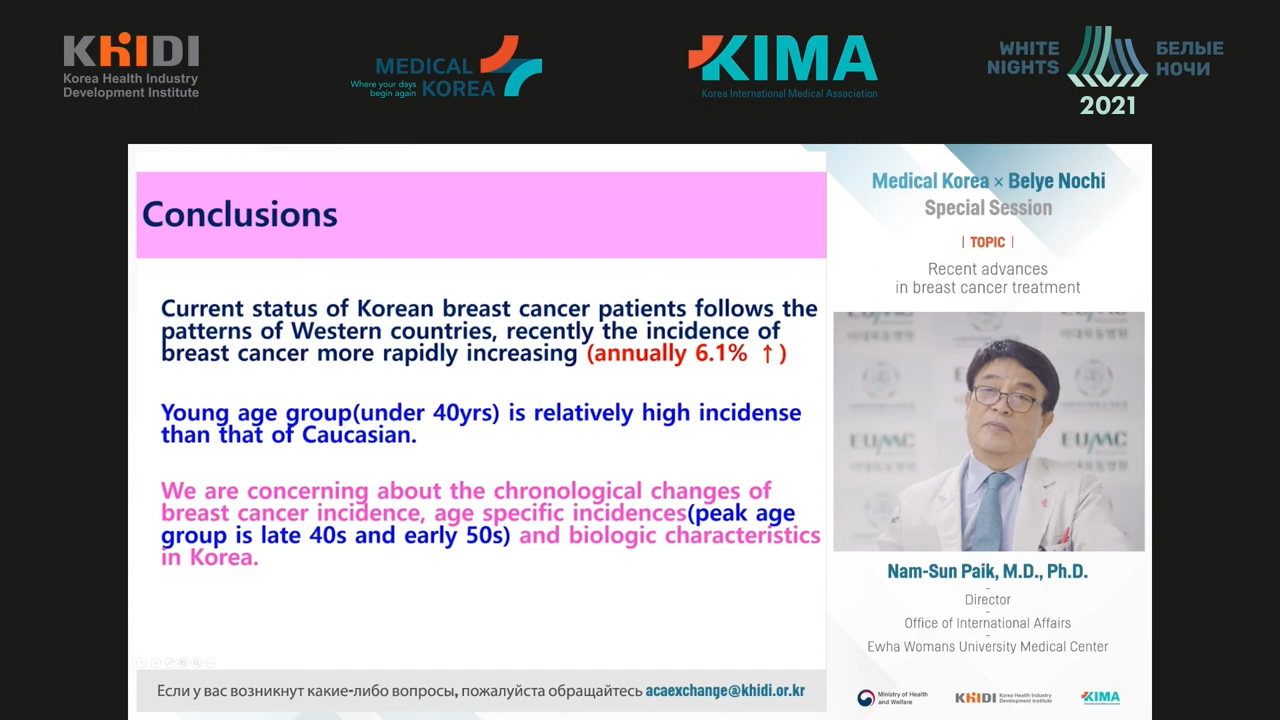 KHIDI
Korea Health Industry
Development Institute
MEDICAL
KOREA
Where your days
begin again
KIMA
Korea International Medical Association
WHITE
NIGHTS
БЕЛЫЕ
НОЧИ
2021
Conclusions
Current status of Korean breast cancer patients follows the
patterns of Western countries, recently the incidence of
breast cancer more rapidly increasing (annually 6.1% ↑)
Young age group(under 40yrs) is relatively high incidense
than that of Caucasian.
We are concerning about the chronological changes of
breast cancer incidence, age specific incidences(peak age
group is late 40s and early 50s) and biologic characteristics
in Korea.
Если у вас возникнут какие-либо вопросы, пожалуйста обращайтесь acaexchange@khidi.or.kr
Medical Korea × Belye Nochi
Special Session
| TOPIC |
Recent advances
in breast cancer treatment
EUMC
EUMC
Nam-Sun Paik, M.D., Ph.D.
Director
Office of International Affairs
Ewha Womans University Medical Center
Ministry of Health
and Welfare
KHIDI
Korea Health Industry
Development Institute
KIMA